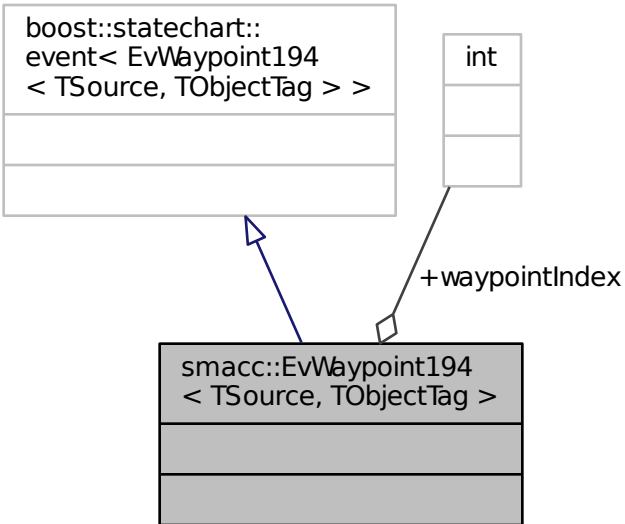 boost::statechart::
event< EvWaypoint194
< TSource, TObjectTag > >
int
+waypointIndex
smacc::EvWaypoint194
< TSource, TObjectTag >